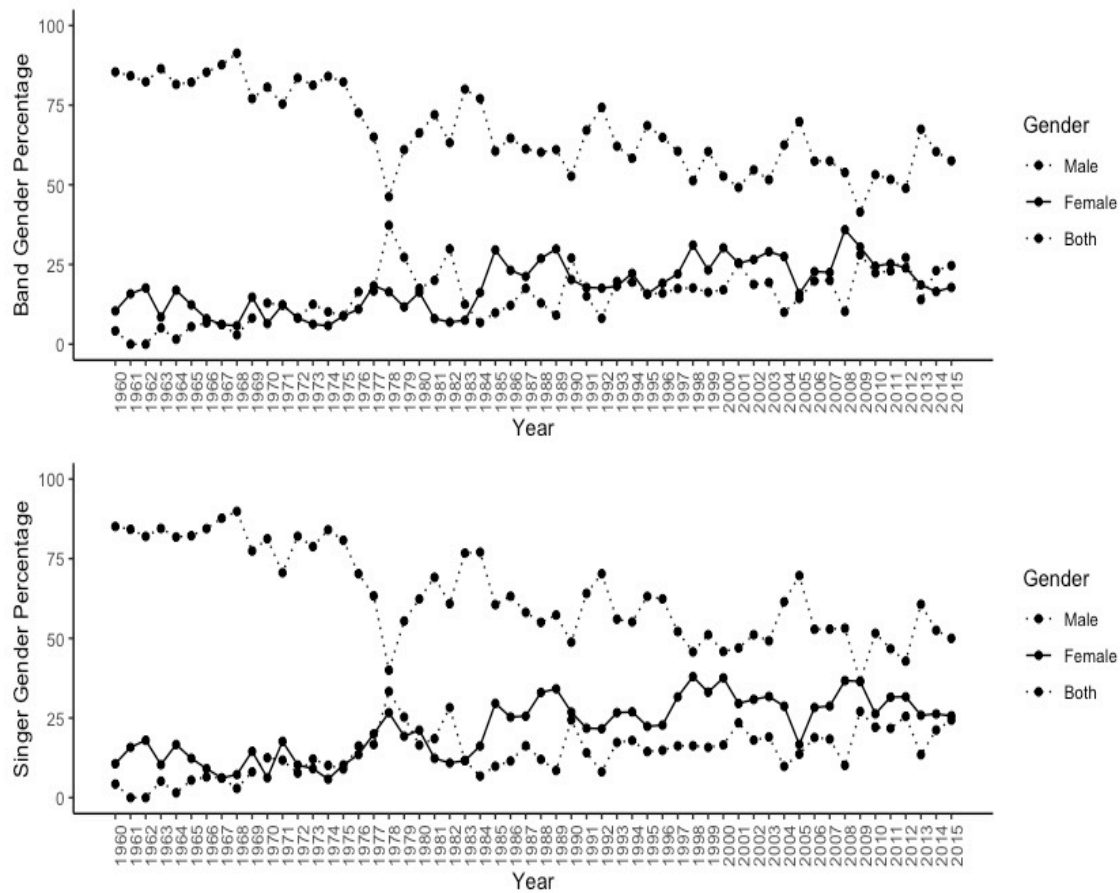 Band Gender Percentage
100
75
50
25
0
1960 1961 1962 1963 1964 1965 1966 1967 1968 1969 1970 1971 1972 1973 1974 1975 1976 1977 1978 1979 1980 1981 1982 1983 1984 1985 1986 1987 1988 1989 1990 1991 1992 1993 1994 1995 1996 1997 1998 1999 2000 2001 2002 2003 2004 2005 2006 2007 2008 2009 2010 2011 2012 2013 2014 2015
Year
Gender
Male
Female
Both
Singer Gender Percentage
100
75
50
25
0
1960 1961 1962 1963 1964 1965 1966 1967 1968 1969 1970 1971 1972 1973 1974 1975 1976 1977 1978 1979 1980 1981 1982 1983 1984 1985 1986 1987 1988 1989 1990 1991 1992 1993 1994 1995 1996 1997 1998 1999 2000 2001 2002 2003 2004 2005 2006 2007 2008 2009 2010 2011 2012 2013 2014 2015
Year
Gender
Male
Female
Both